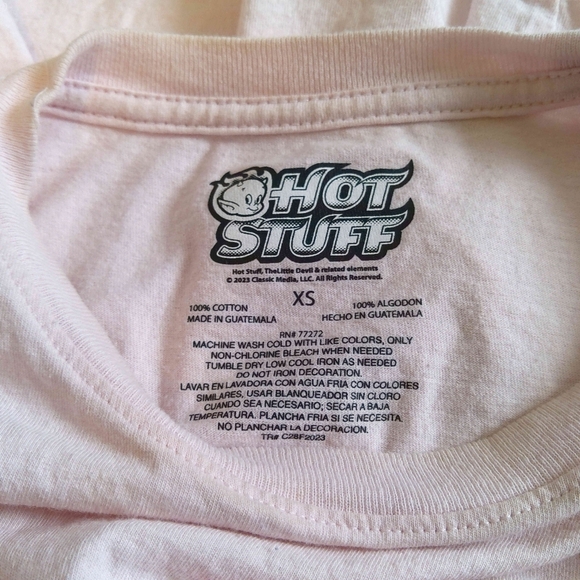 HOT
STUFF
Hot Stuff, TheLittle Devil & related elements
© 2023 Classic Media, LLC. All Rights Reserved.
XS
100% COTTON
MADE IN GUATEMALA
100% ALGODON
HECHO EN GUATEMALA
RN# 77272
MACHINE WASH COLD WITH LIKE COLORS, ONLY
NON-CHLORINE BLEACH WHEN NEEDED
TUMBLE DRY LOW COOL IRON AS NEEDED
DO NOT IRON DECORATION.
LAVAR EN LAVADORA CON AGUA FRIA CON COLORES
SIMILARES, USAR BLANQUEADOR SIN CLORO
CUANDO SEA NECESARIO; SECAR A BAJA
TEMPERATURA. PLANCHA FRIA SI SE NECESITA.
NO PLANCHAR LA DECORACION.
TR# C28F2023